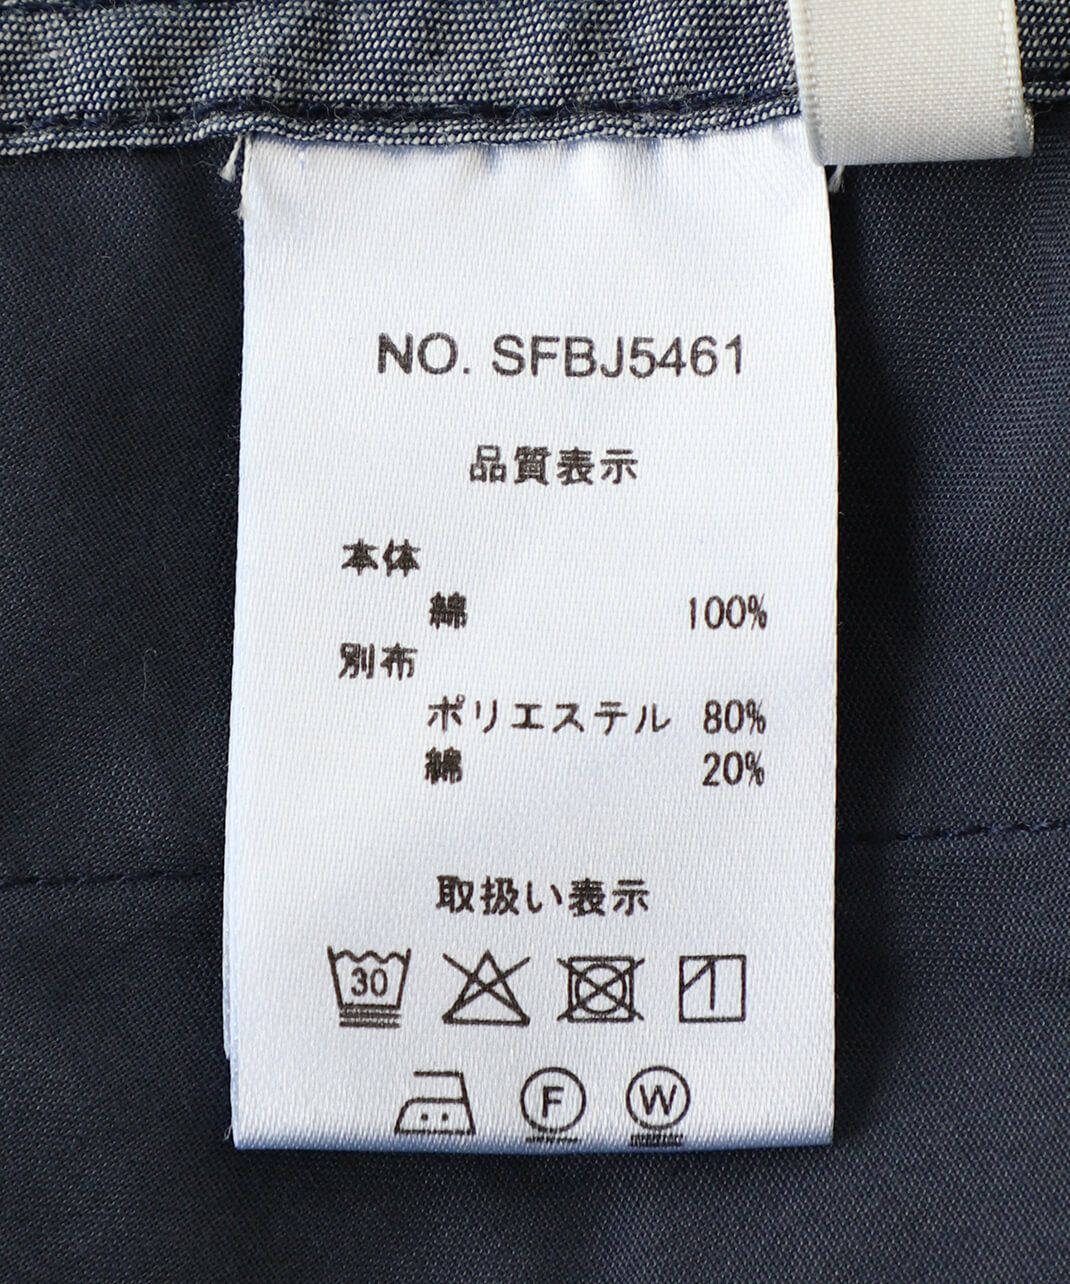 NO. SFBJ5461
品質表示
本体
綿 100%
別布
ポリエステル 80%
綿 20%
取扱い表示
30
F
W